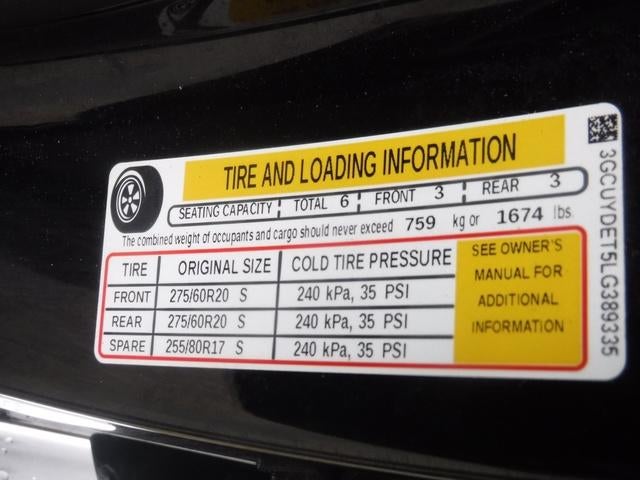 TIRE AND LOADING INFORMATION
SEATING CAPACITY TOTAL 6 FRONT 3 REAR 3
The combined weight of occupants and cargo should never exceed 759 kg or 1674 lbs
TIRE ORIGINAL SIZE COLD TIRE PRESSURE
FRONT 275/60R20 S 240 kPa, 35 PSI
REAR 275/60R20 S 240 kPa, 35 PSI
SPARE 255/80R17 S 240 kPa, 35 PSI
SEE OWNER'S
MANUAL FOR
ADDITIONAL
INFORMATION
3GCUYDET5LG389335